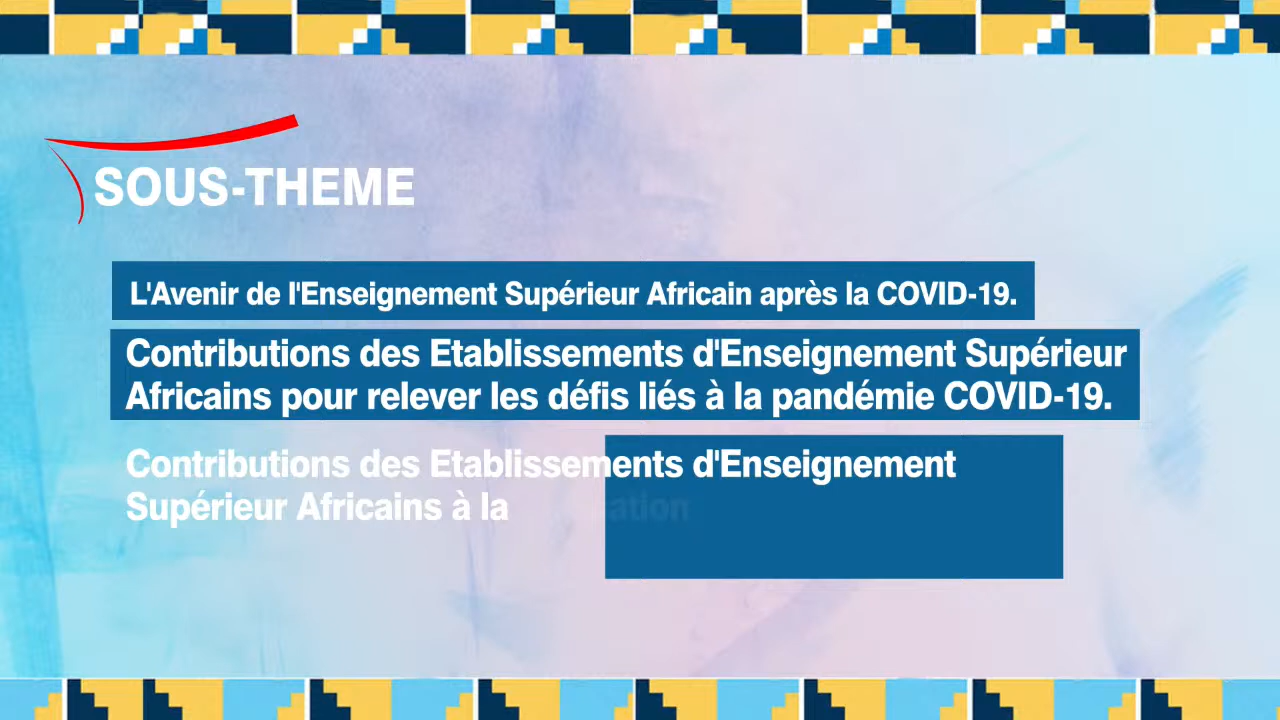 SOUS-THEME
L'Avenir de l'Enseignement Supérieur Africain après la COVID-19.
Contributions des Etablissements d'Enseignement Supérieur
Africains pour relever les défis liés à la pandémie COVID-19.
Contributions des Etablissements d'Enseignement
Supérieur Africains à la